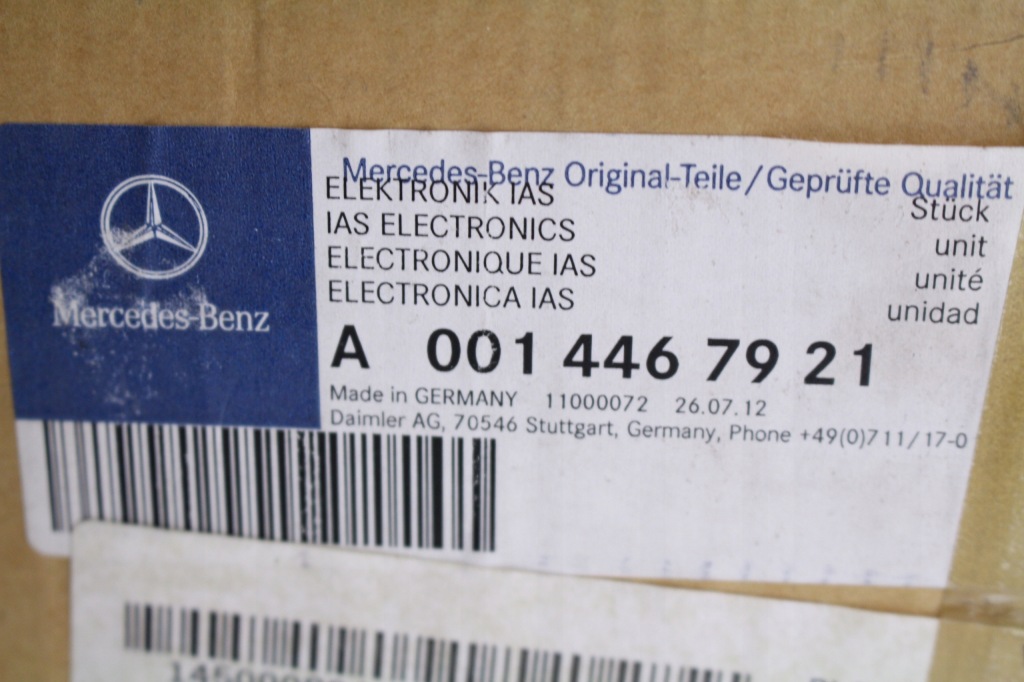 Mercedes-Benz Original-Teile/Geprüfte Qualität
ELEKTRONIK IAS Stück
IAS ELECTRONICS unit
ELECTRONIQUE IAS unité
ELECTRONICA IAS unidad
Mercedes-Benz
A 001 446 79 21
Made in GERMANY 11000072 26.07.12
Daimler AG, 70546 Stuttgart, Germany, Phone +49(0)711/17-0